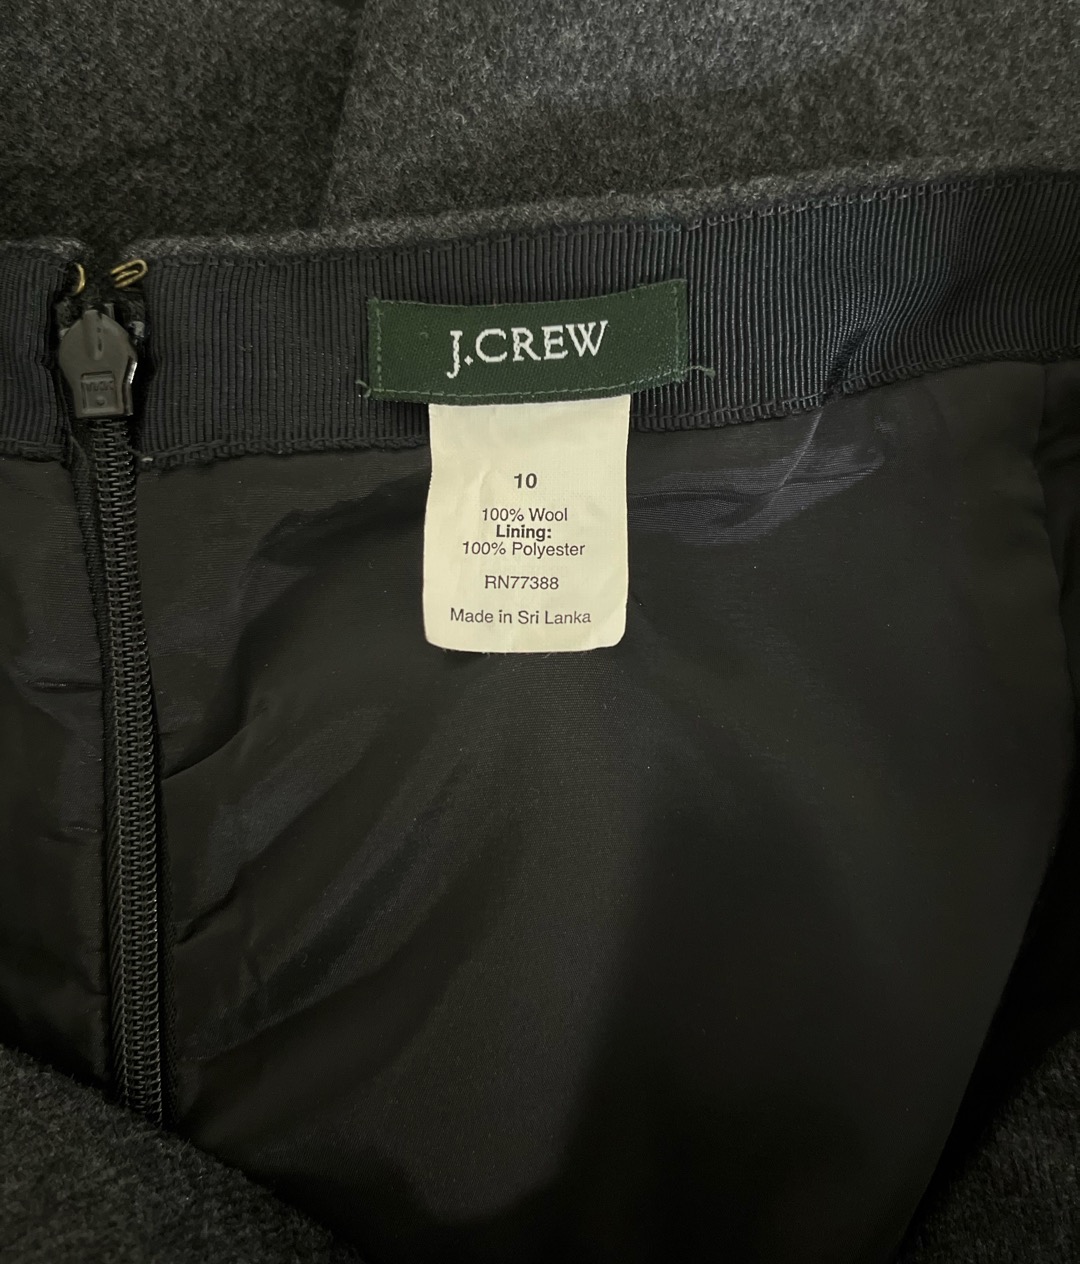 J.CREW
10
100% Wool
Lining:
100% Polyester
RN77388
Made in Sri Lanka